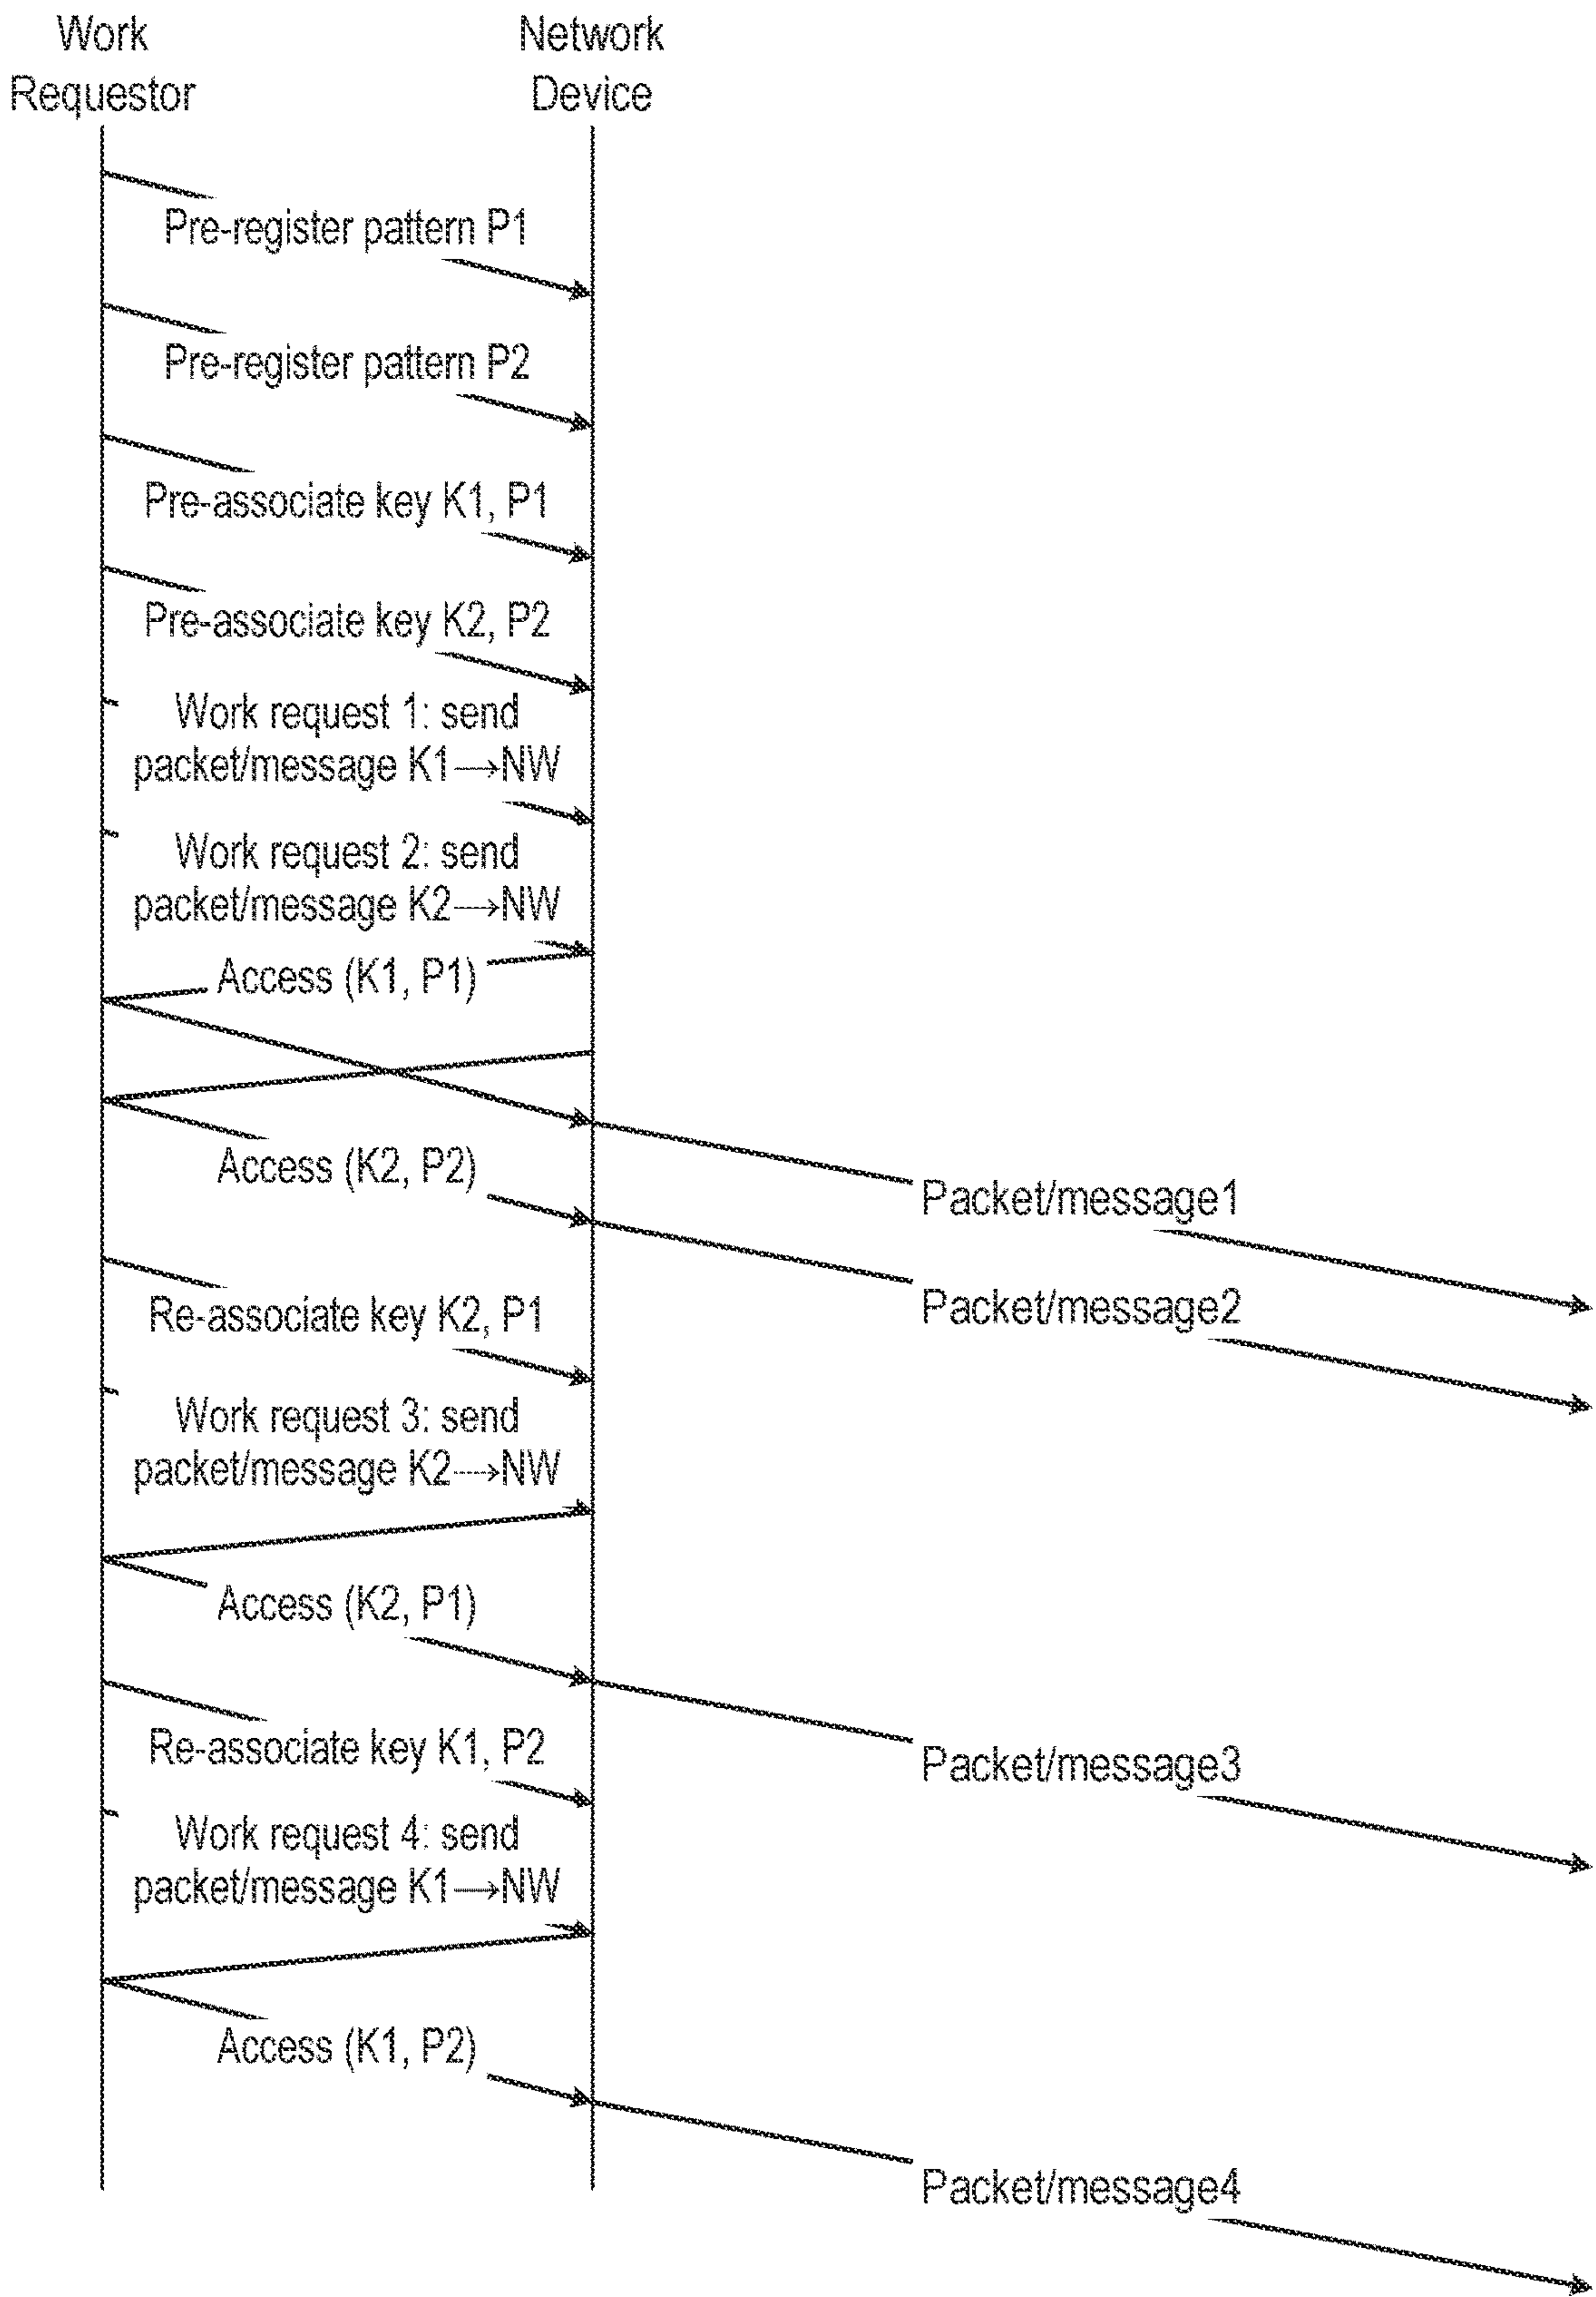 Work
Requestor
Network
Device
Pre-register pattern P1
Pre-register pattern P2
Pre-associate key K1, P1
Pre-associate key K2, P2
Work request 1: send
packet/message K1→NW
Work request 2: send
packet/message K2→NW
Access (K1, P1)
Access (K2, P2)
Packet/message1
Packet/message2
Re-associate key K2, P1
Work request 3: send
packet/message K2→NW
Access (K2, P1)
Re-associate key K1, P2
Packet/message3
Work request 4: send
packet/message K1→NW
Access (K1, P2)
Packet/message4